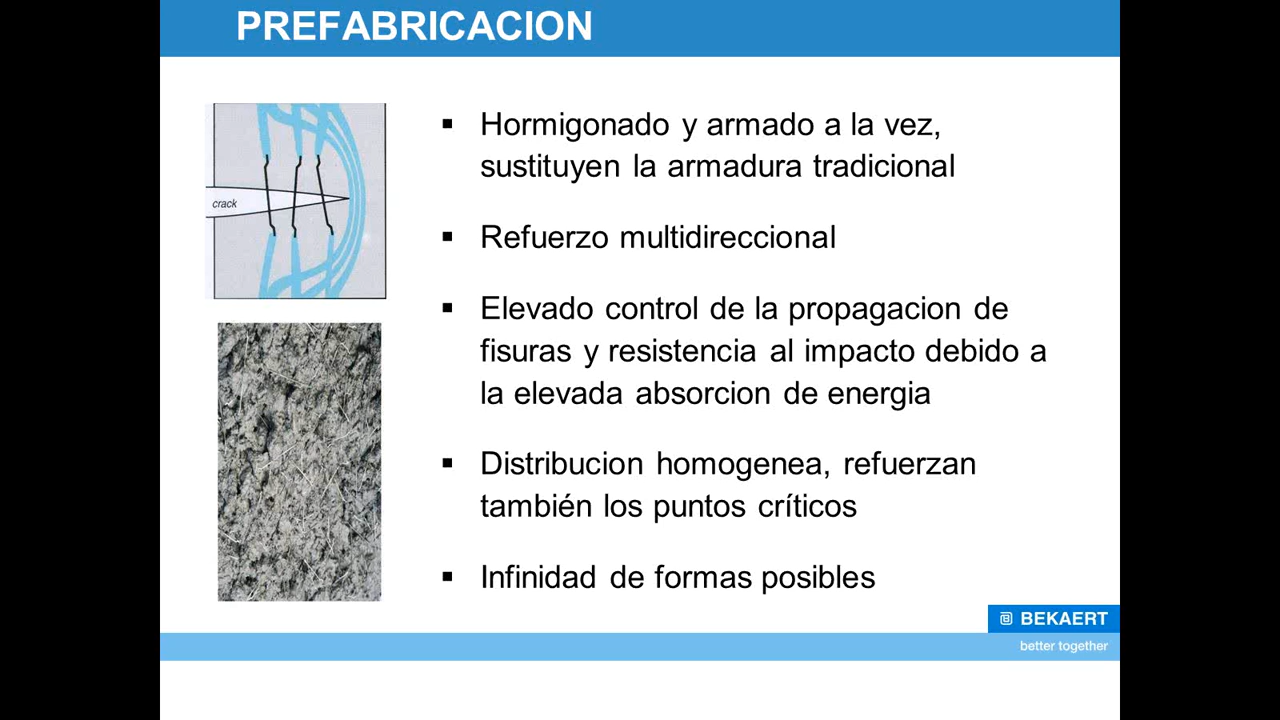 PREFABRICACION
crack
▪ Hormigonado y armado a la vez,
sustituyen la armadura tradicional
▪ Refuerzo multidireccional
▪ Elevado control de la propagacion de
fisuras y resistencia al impacto debido a
la elevada absorcion de energia
▪ Distribucion homogenea, refuerzan
también los puntos críticos
▪ Infinidad de formas posibles
BEKAERT
better together